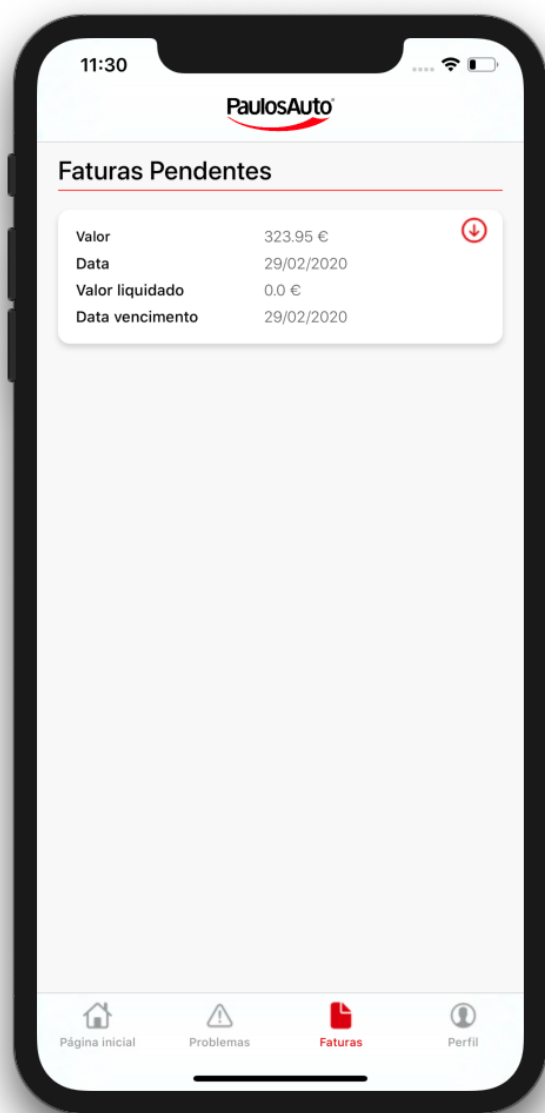 11:30
PaulosAuto
Faturas Pendentes
Valor 323.95 €
Data 29/02/2020
Valor liquidado 0.0 €
Data vencimento 29/02/2020
Página inicial Problemas Faturas Perfil